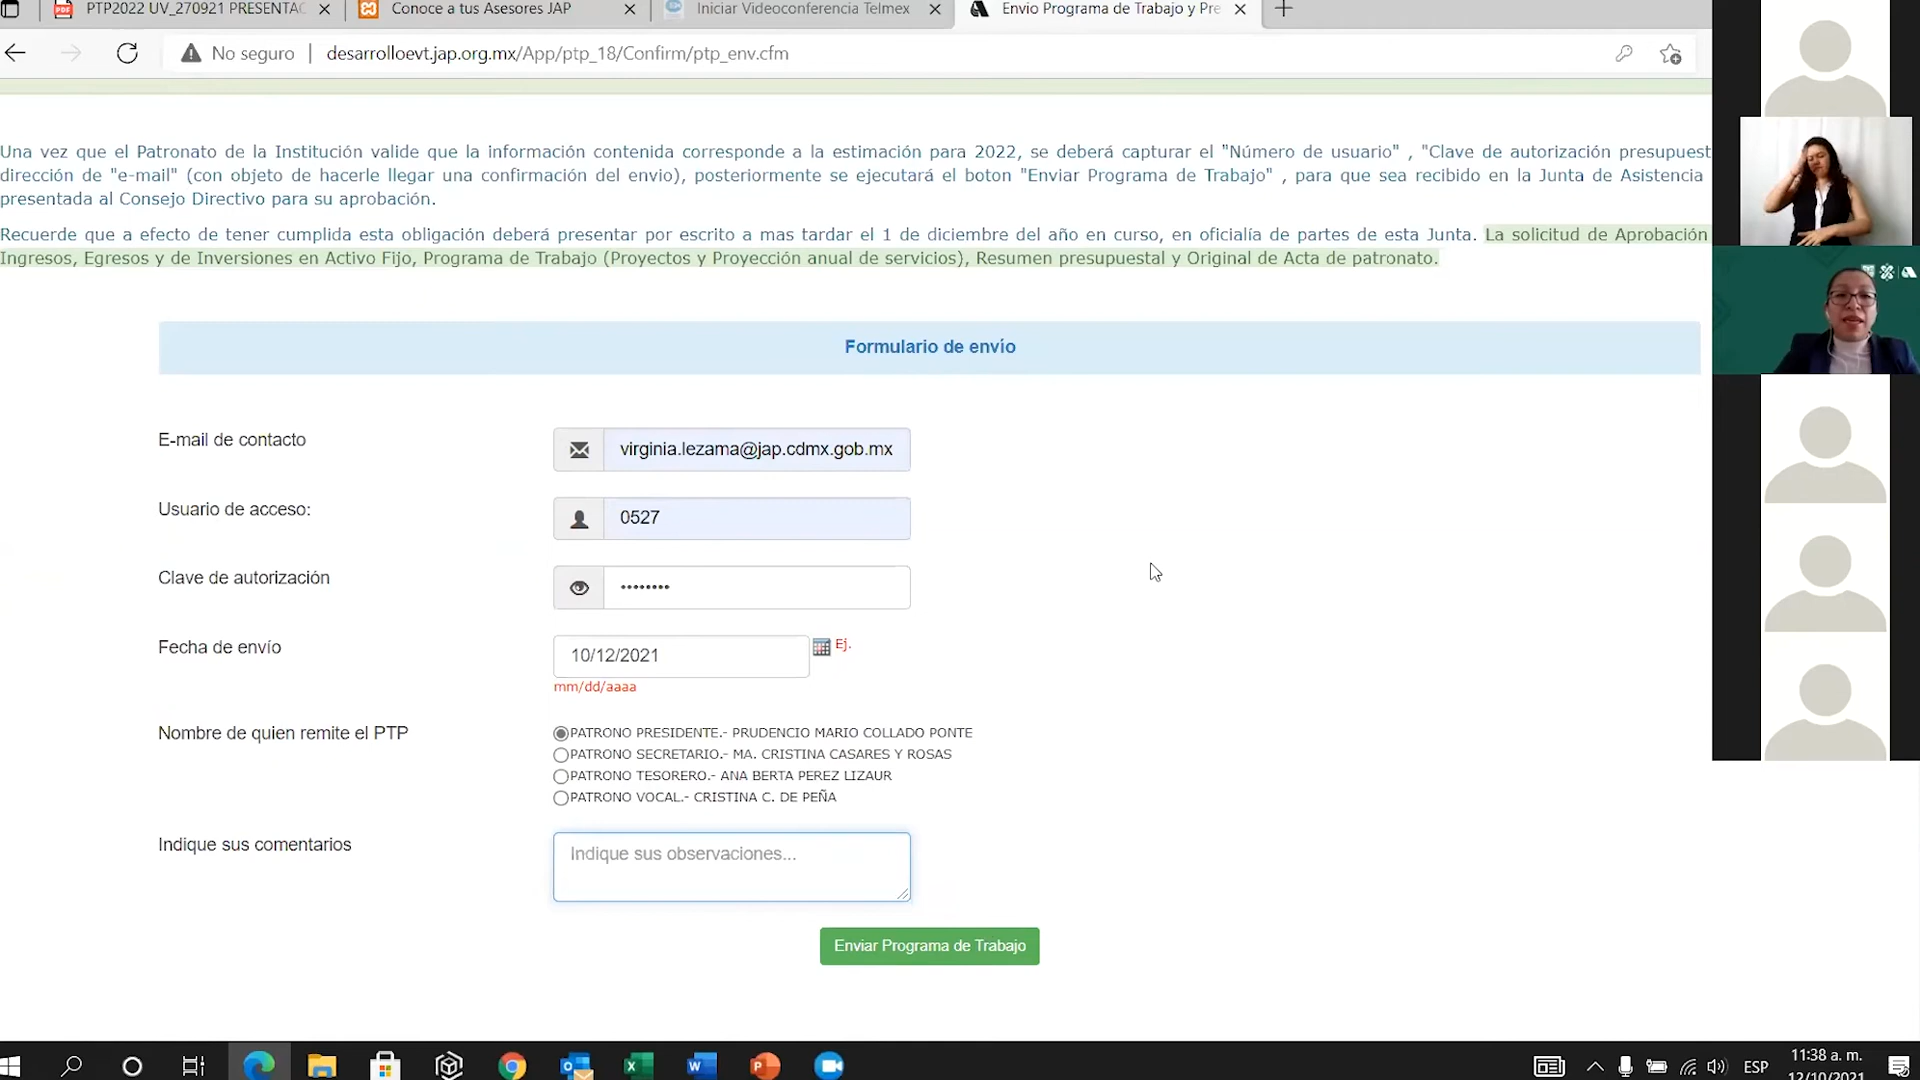 PTP2022 UV_270921 PRESENTAC
Conoce a tus Asesores JAP
Iniciar Videoconferencia Telmex
Envio Programa de Trabajo y Pre
No seguro | desarrolloevt.jap.org.mx/App/ptp_18/Confirm/ptp_env.cfm
Una vez que el Patronato de la Institución valide que la información contenida corresponde a la estimación para 2022, se deberá capturar el "Número de usuario" , "Clave de autorización presupuest
dirección de "e-mail" (con objeto de hacerle llegar una confirmación del envio), posteriormente se ejecutará el boton "Enviar Programa de Trabajo" , para que sea recibido en la Junta de Asistencia
presentada al Consejo Directivo para su aprobación.
Recuerde que a efecto de tener cumplida esta obligación deberá presentar por escrito a mas tardar el 1 de diciembre del año en curso, en oficialía de partes de esta Junta. La solicitud de Aprobación
Ingresos, Egresos y de Inversiones en Activo Fijo, Programa de Trabajo (Proyectos y Proyección anual de servicios), Resumen presupuestal y Original de Acta de patronato.
Formulario de envío
E-mail de contacto
virginia.lezama@jap.cdmx.gob.mx
Usuario de acceso:
0527
Clave de autorización
••••••••
Fecha de envío
10/12/2021
Ej.
mm/dd/aaaa
Nombre de quien remite el PTP
PATRONO PRESIDENTE.- PRUDENCIO MARIO COLLADO PONTE
PATRONO SECRETARIO.- MA. CRISTINA CASARES Y ROSAS
PATRONO TESORERO.- ANA BERTA PEREZ LIZAUR
PATRONO VOCAL.- CRISTINA C. DE PEÑA
Indique sus comentarios
Indique sus observaciones...
Enviar Programa de Trabajo
ESP
11:38 a. m.
12/10/2021